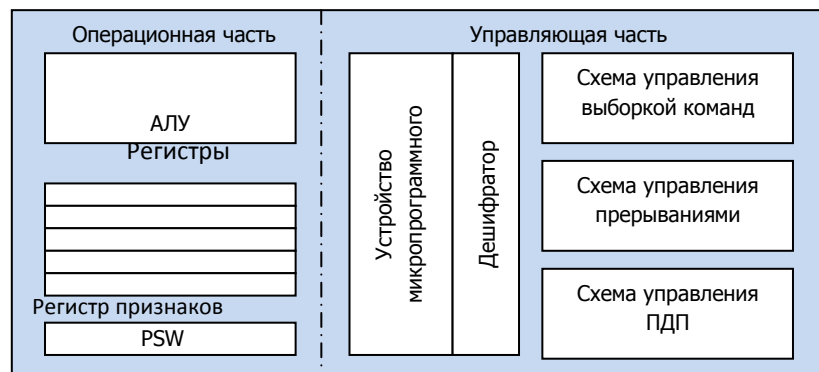 Операционная часть
Управляющая часть
АЛУ
Регистры
Регистр признаков
PSW
Устройство
микропрограммного
Дешифратор
Схема управления
выборкой команд
Схема управления
прерываниями
Схема управления
ПДП